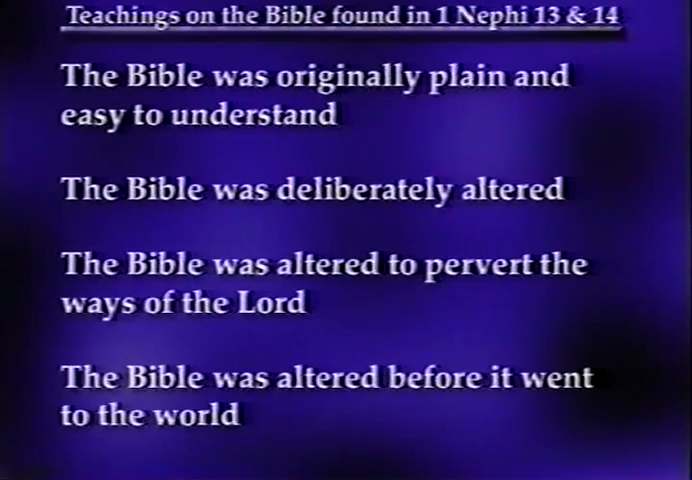 Teachings on the Bible found in 1 Nephi 13 & 14
The Bible was originally plain and
easy to understand
The Bible was deliberately altered
The Bible was altered to pervert the
ways of the Lord
The Bible was altered before it went
to the world